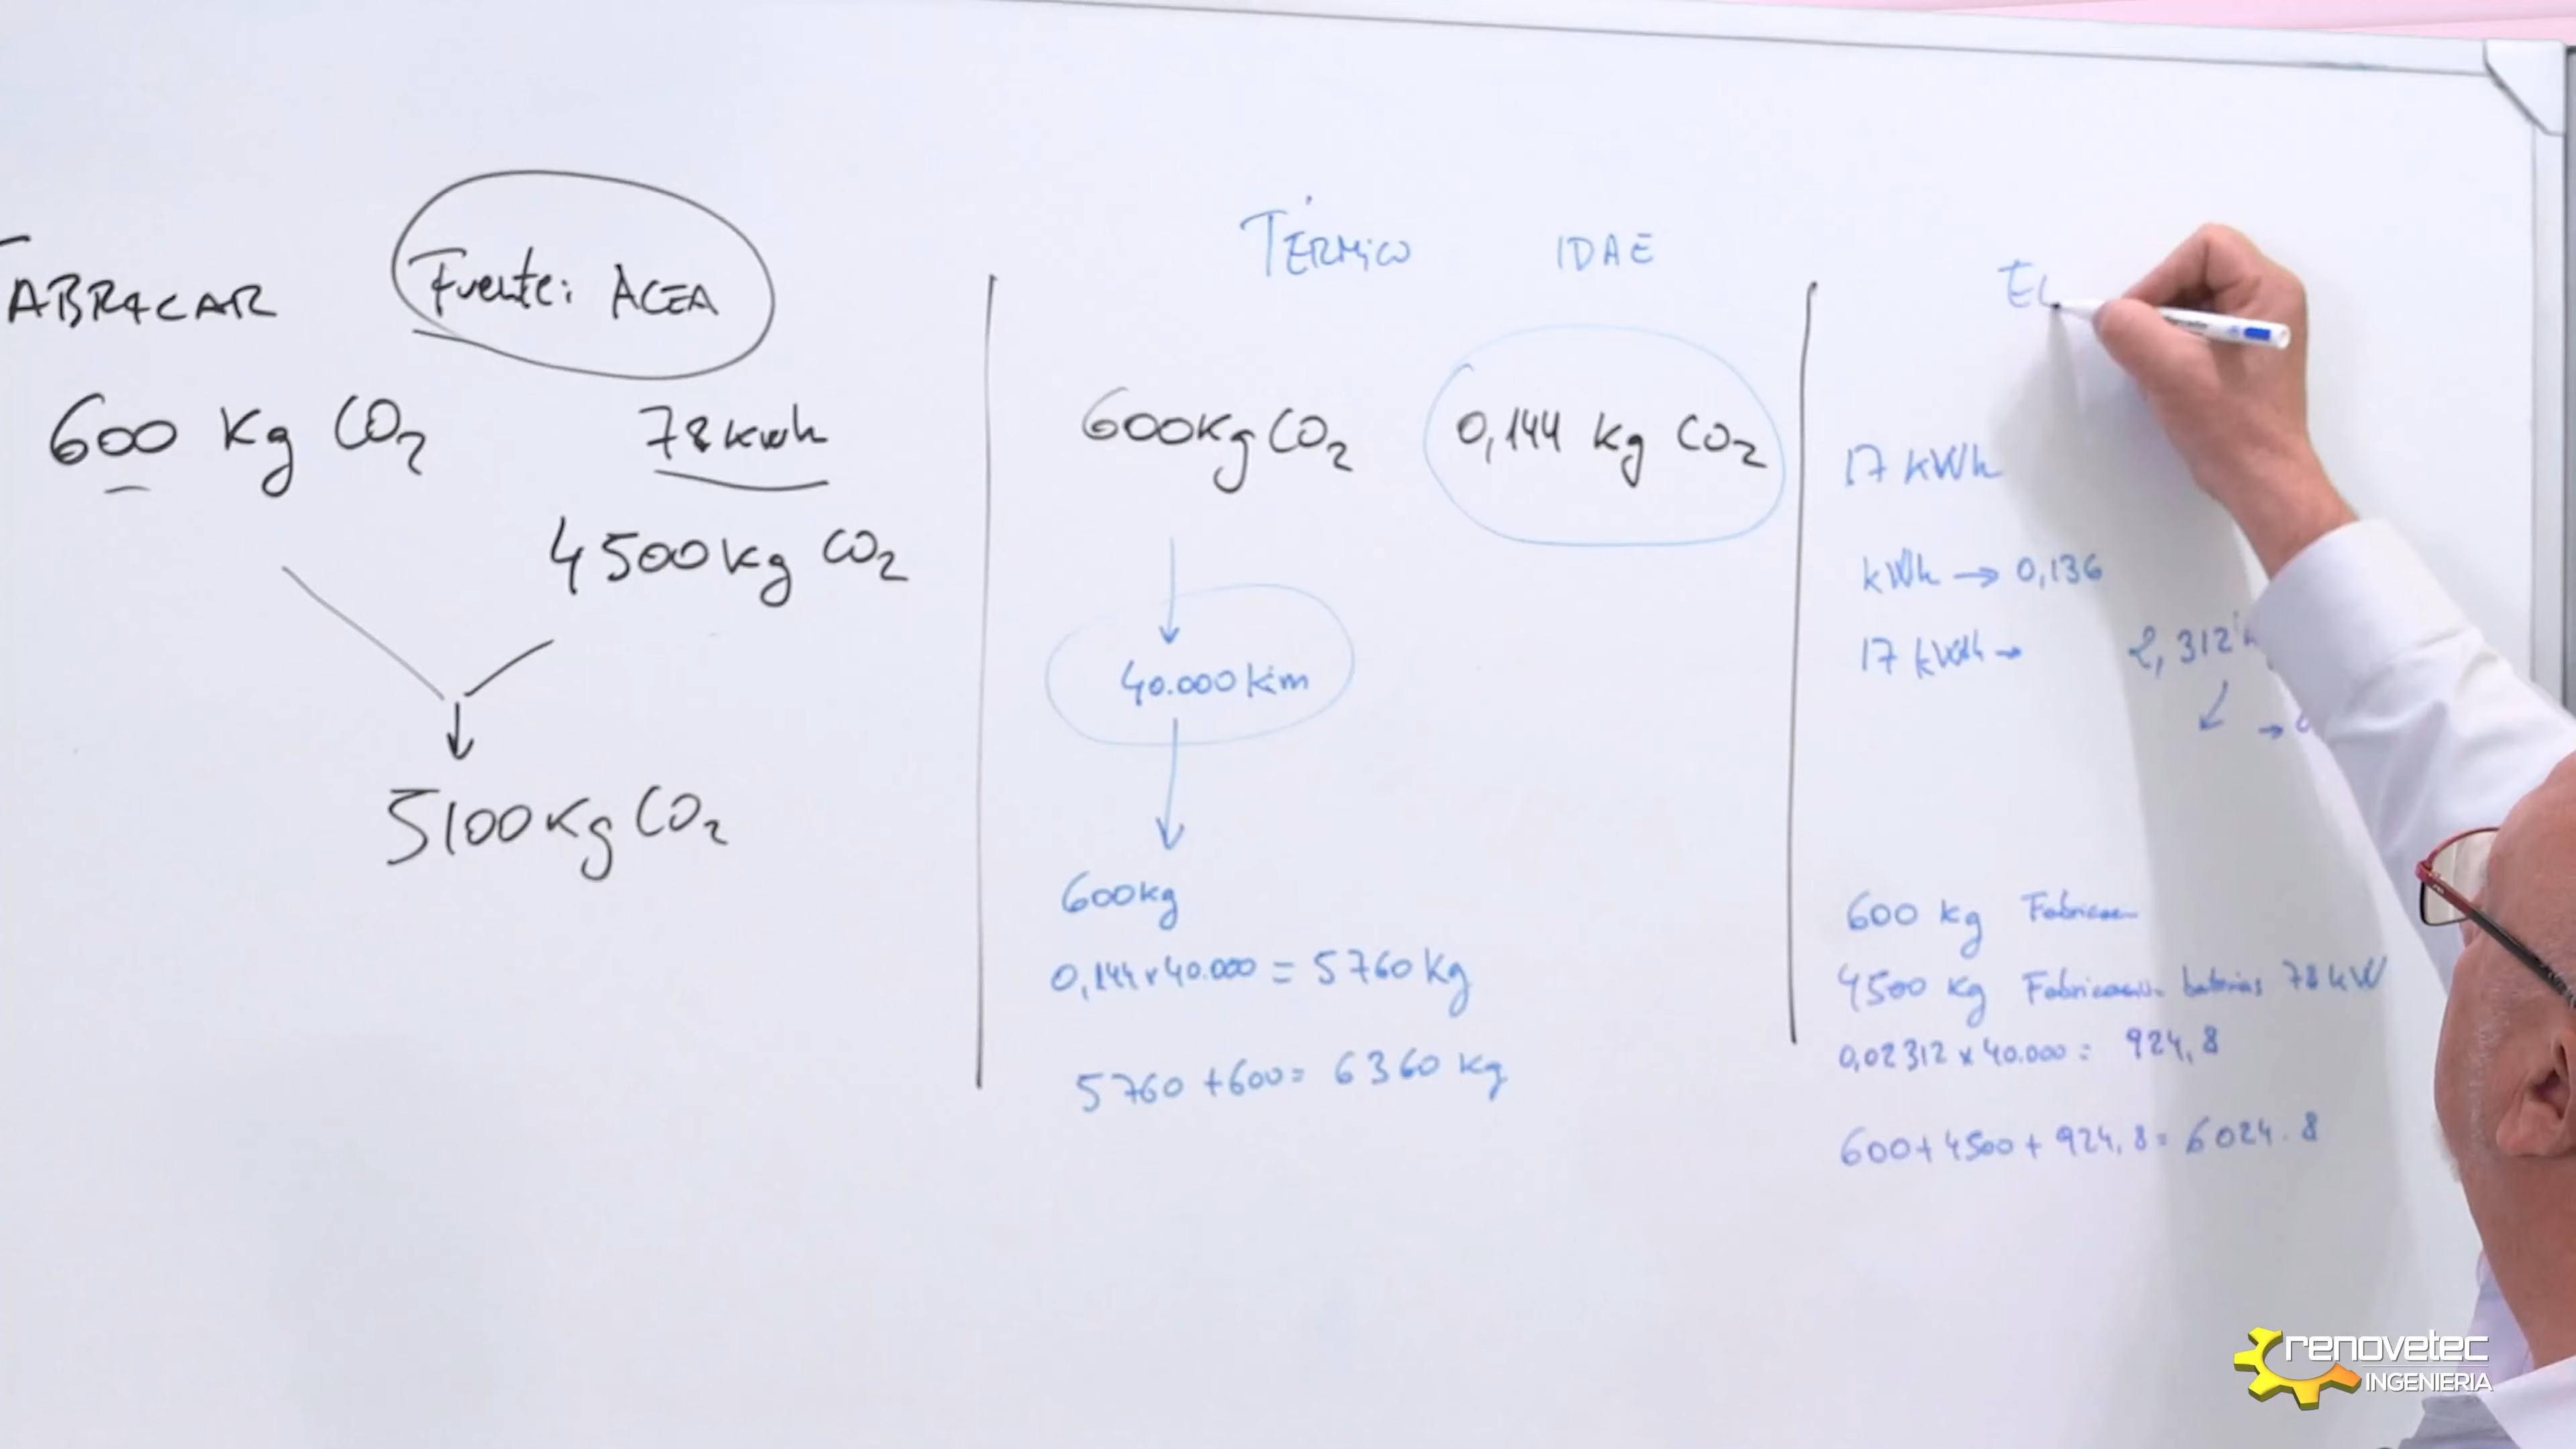 FABRICAR Fuente: ACEA
600 Kg CO2 78 kWh
4500 kg CO2
5100 Kg CO2
TÉRMICO IDAE
600 Kg CO2 0,144 kg CO2
40.000 Km
600 kg
0,144 x 40.000 = 5760 Kg
5760 + 600 = 6360 kg
EL
17 kWh
kWh → 0,136
17 kWh → 2,312
600 kg
4500 kg Fabricación baterías 78 kW
0,02312 x 40.000 = 924,8
600 + 4500 + 924,8 = 6024.8
renovetec
INGENIERIA